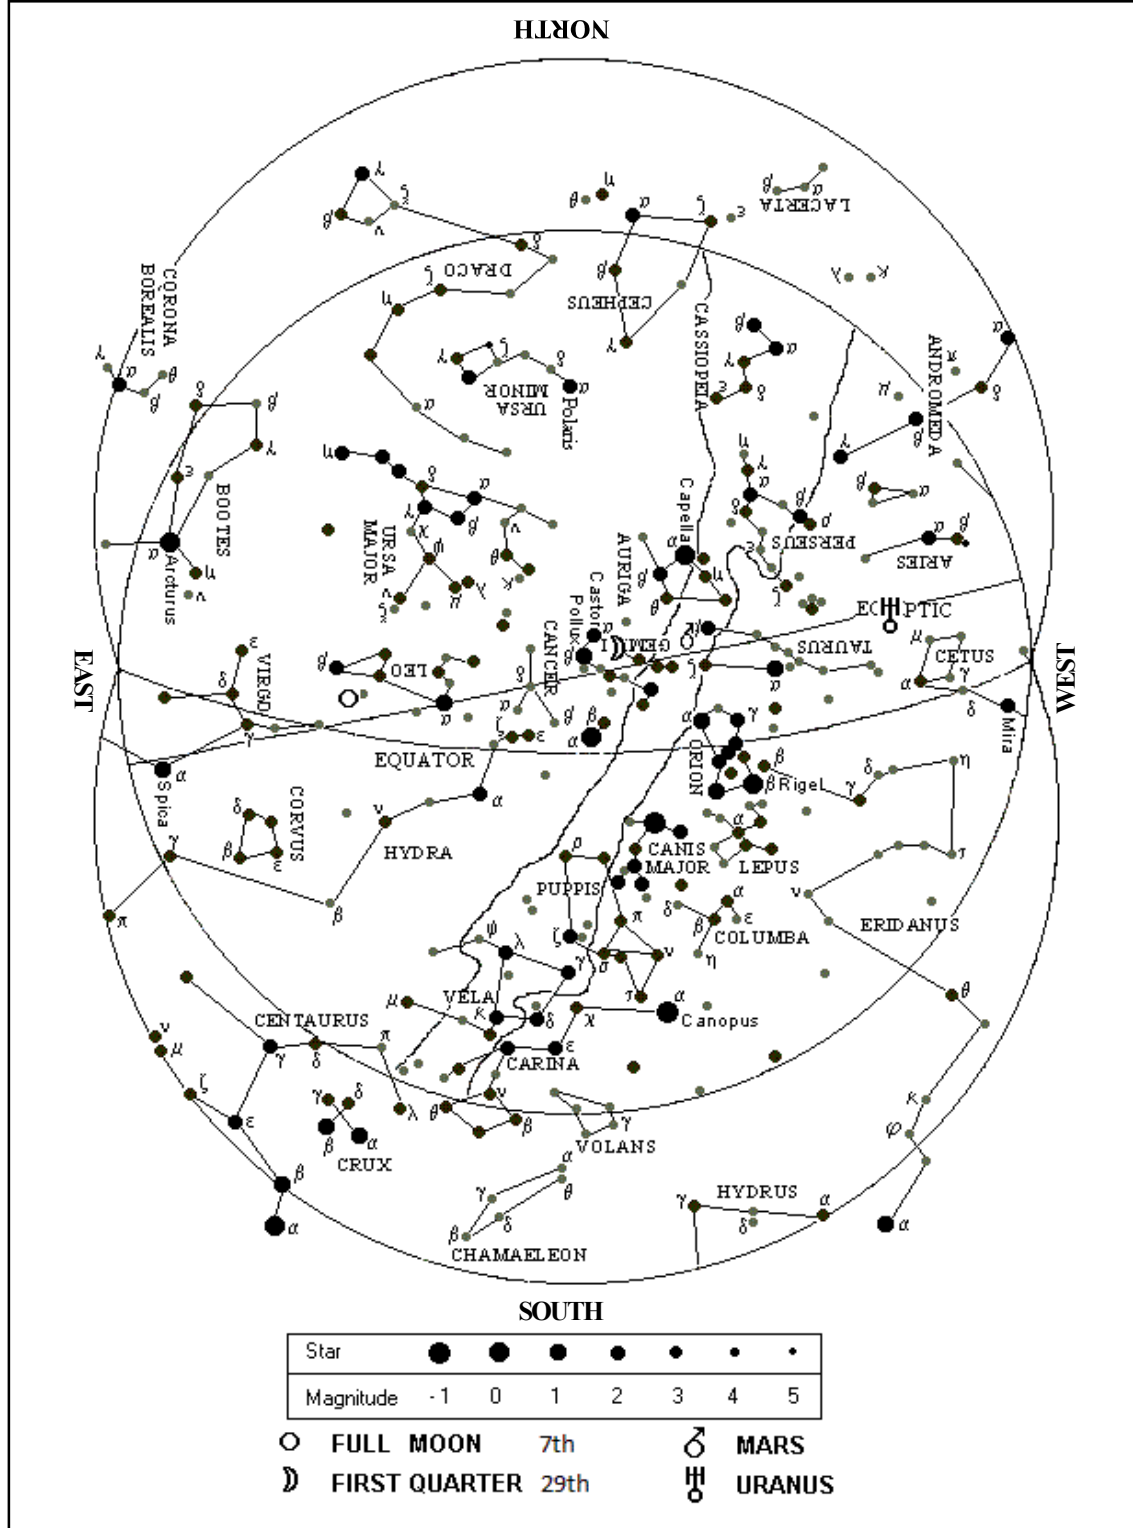 NORTH
LACERTA
DRACO
CEPHEUS
CORONA
BOREALIS
CASSIOPEIA
ANDROMEDA
URSA
MINOR
Polaris
BOOTES
Arcturus
URSA
MAJOR
Capella
AURIGA
PERSEUS
ARIES
Castor
Pollux
GEMINI
ECLIPTIC
TAURUS
CETUS
Mira
EAST
WEST
VIRGO
LEO
CANCER
EQUATOR
ORION
βRigel
Spica
CORVUS
HYDRA
CANIS
MAJOR
LEPUS
PUPPIS
COLUMBA
ERIDANUS
VELA
Canopus
CENTAURUS
CARINA
CRUX
VOLANS
HYDRUS
CHAMAELEON
SOUTH
Star
Magnitude -1 0 1 2 3 4 5
FULL MOON 7th MARS
FIRST QUARTER 29th URANUS